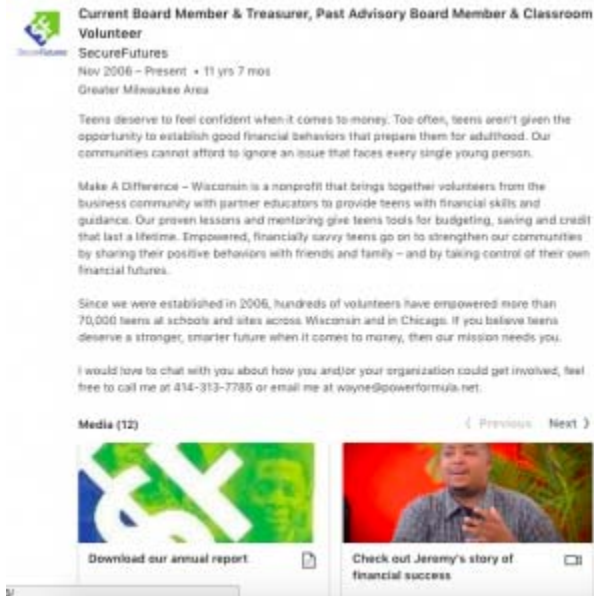 Current Board Member & Treasurer, Past Advisory Board Member & Classroom
Volunteer
SecureFutures
SecureFutures
Nov 2006 – Present • 11 yrs 7 mos
Greater Milwaukee Area
Teens deserve to feel confident when it comes to money. Too often, teens aren't given the
opportunity to establish good financial behaviors that prepare them for adulthood. Our
communities cannot afford to ignore an issue that faces every single young person.
Make A Difference – Wisconsin is a nonprofit that brings together volunteers from the
business community with partner educators to provide teens with financial skills and
guidance. Our proven lessons and mentoring give teens tools for budgeting, saving and credit
that last a lifetime. Empowered, financially savvy teens go on to strengthen our communities
by sharing their positive behaviors with friends and family – and by taking control of their own
financial futures.
Since we were established in 2006, hundreds of volunteers have empowered more than
70,000 teens at schools and sites across Wisconsin and in Chicago. If you believe teens
deserve a stronger, smarter future when it comes to money, then our mission needs you.
I would love to chat with you about how you and/or your organization could get involved, feel
free to call me at 414-313-7785 or email me at wayne@powerformula.net.
Media (12)
Previous Next
Download our annual report
Check out Jeremy's story of
financial success